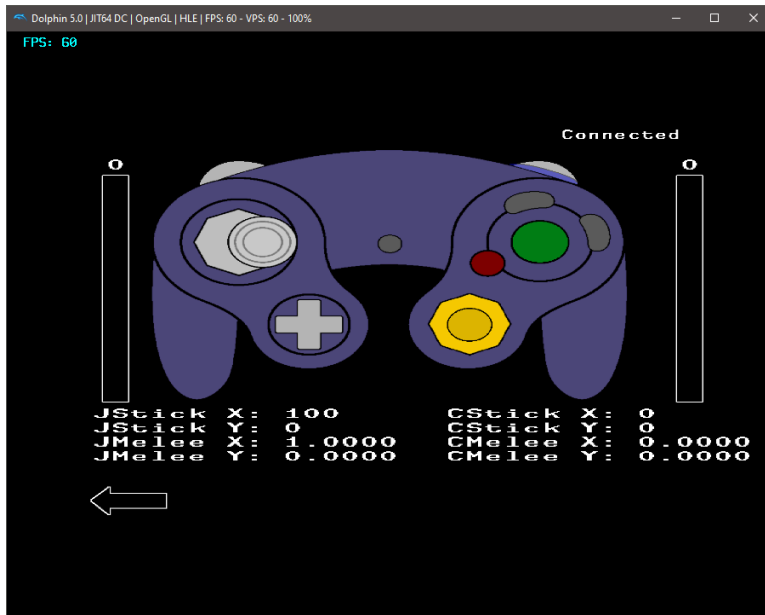 Dolphin 5.0 | JIT64 DC | OpenGL | HLE | FPS: 60 - VPS: 60 - 100%
FPS: 60
Connected
0 0
JStick X: 100 CStick X: 0
JStick Y: 0 CStick Y: 0
JMelee X: 1.0000 CMelee X: 0.0000
JMelee Y: 0.0000 CMelee Y: 0.0000